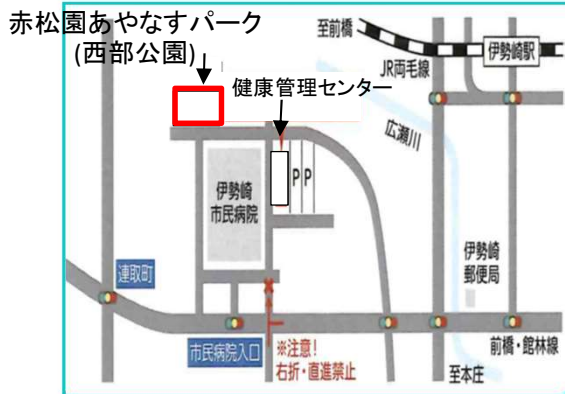 赤松園あやなすパーク
(西部公園)
至前橋
伊勢崎駅
JR両毛線
健康管理センター
広瀬川
P P
伊勢崎
市民病院
伊勢崎
郵便局
連取町
市民病院入口
※注意!
右折・直進禁止
前橋・館林線
至本庄